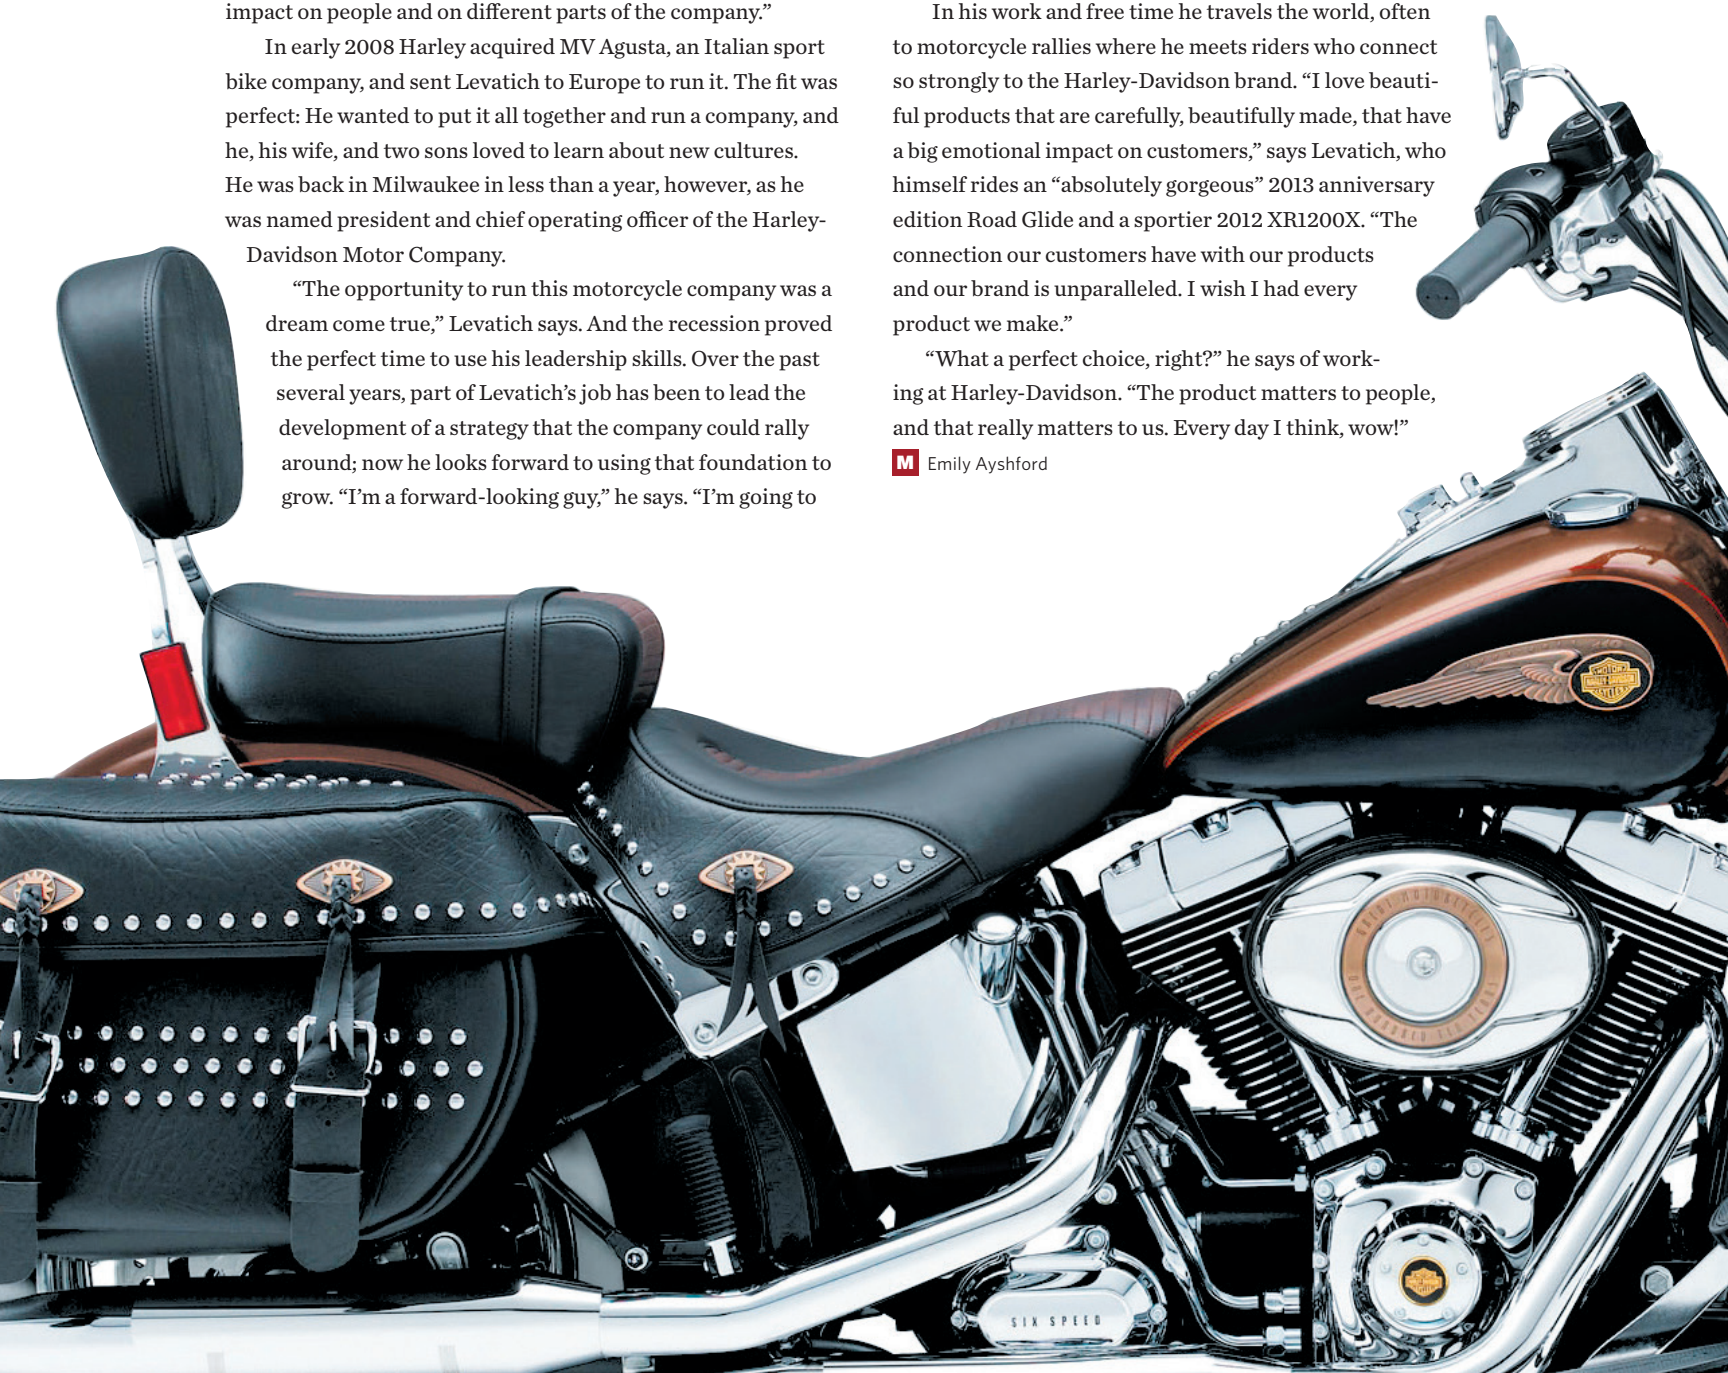 impact on people and on different parts of the company.”
In early 2008 Harley acquired MV Agusta, an Italian sport
bike company, and sent Levatich to Europe to run it. The fit was
perfect: He wanted to put it all together and run a company, and
he, his wife, and two sons loved to learn about new cultures.
He was back in Milwaukee in less than a year, however, as he
was named president and chief operating officer of the Harley-
Davidson Motor Company.
“The opportunity to run this motorcycle company was a
dream come true,” Levatich says. And the recession proved
the perfect time to use his leadership skills. Over the past
several years, part of Levatich’s job has been to lead the
development of a strategy that the company could rally
around; now he looks forward to using that foundation to
grow. “I’m a forward-looking guy,” he says. “I’m going to
In his work and free time he travels the world, often
to motorcycle rallies where he meets riders who connect
so strongly to the Harley-Davidson brand. “I love beauti-
ful products that are carefully, beautifully made, that have
a big emotional impact on customers,” says Levatich, who
himself rides an “absolutely gorgeous” 2013 anniversary
edition Road Glide and a sportier 2012 XR1200X. “The
connection our customers have with our products
and our brand is unparalleled. I wish I had every
product we make.”
“What a perfect choice, right?” he says of work-
ing at Harley-Davidson. “The product matters to people,
and that really matters to us. Every day I think, wow!”
M Emily Ayshford
MOTOR
HARLEY-DAVIDSON
CYCLES
SIX SPEED